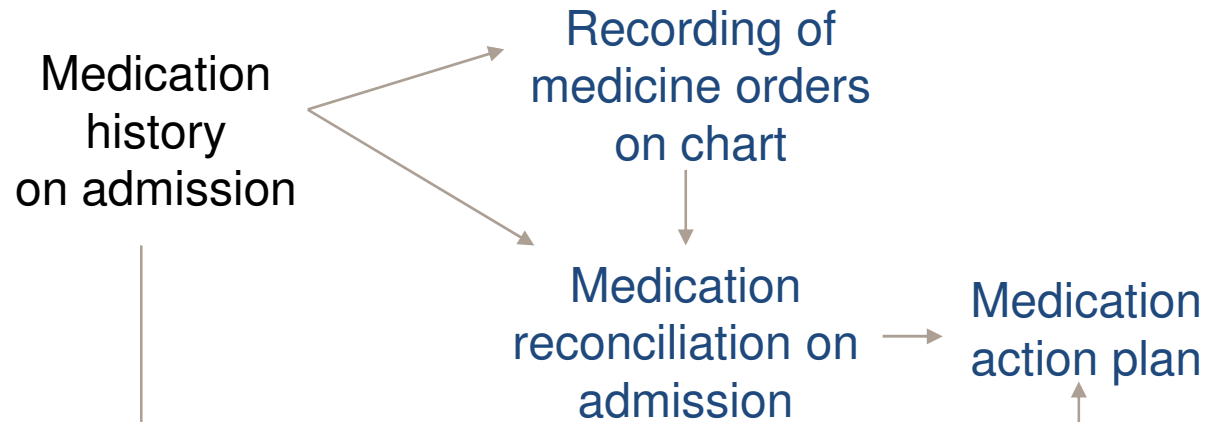 Medication
history
on admission
Recording of
medicine orders
on chart
Medication
reconciliation on
admission
Medication
action plan